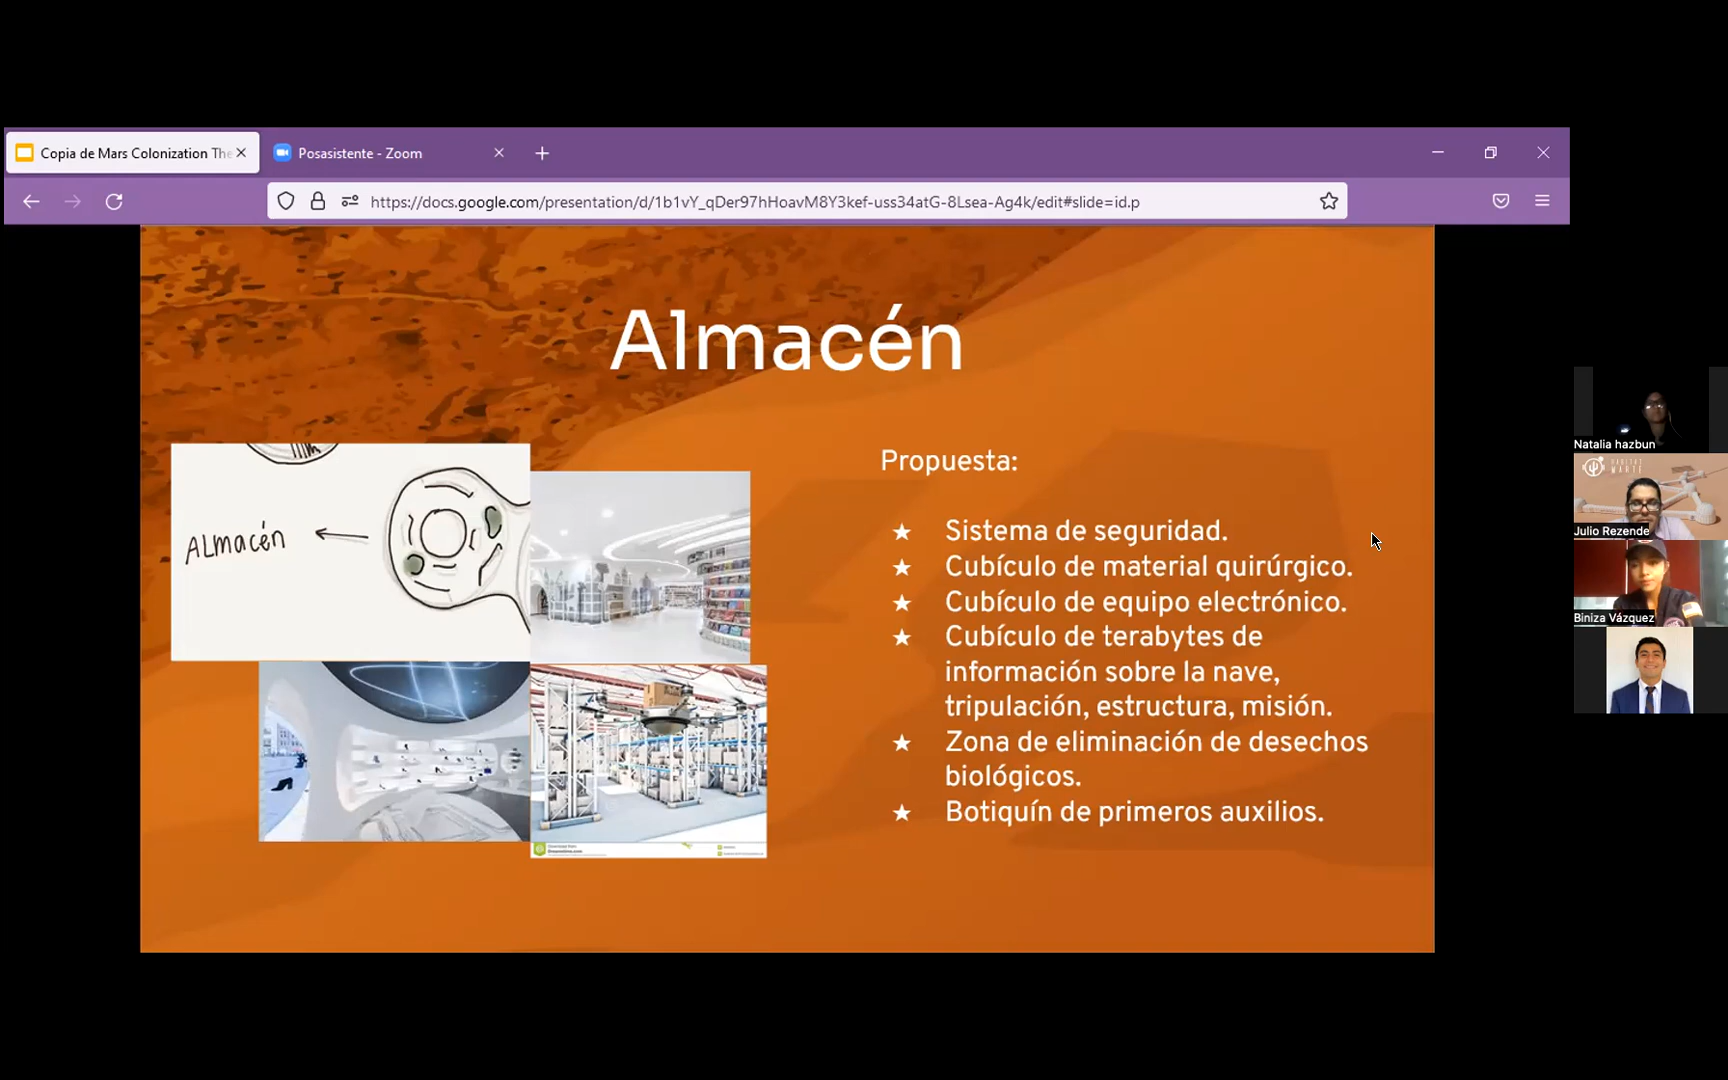 Copia de Mars Colonization The
Posasistente - Zoom
https://docs.google.com/presentation/d/1b1vY_qDer97hHoavM8Y3kef-uss34atG-8Lsea-Ag4k/edit#slide=id.p
Almacén
ALMACÉN
Propuesta:
★ Sistema de seguridad.
★ Cubículo de material quirúrgico.
★ Cubículo de equipo electrónico.
★ Cubículo de terabytes de
información sobre la nave,
tripulación, estructura, misión.
★ Zona de eliminación de desechos
biológicos.
★ Botiquín de primeros auxilios.
Natalia hazbun
HABITAT
MARTE
Julio Rezende
Biniza Vázquez